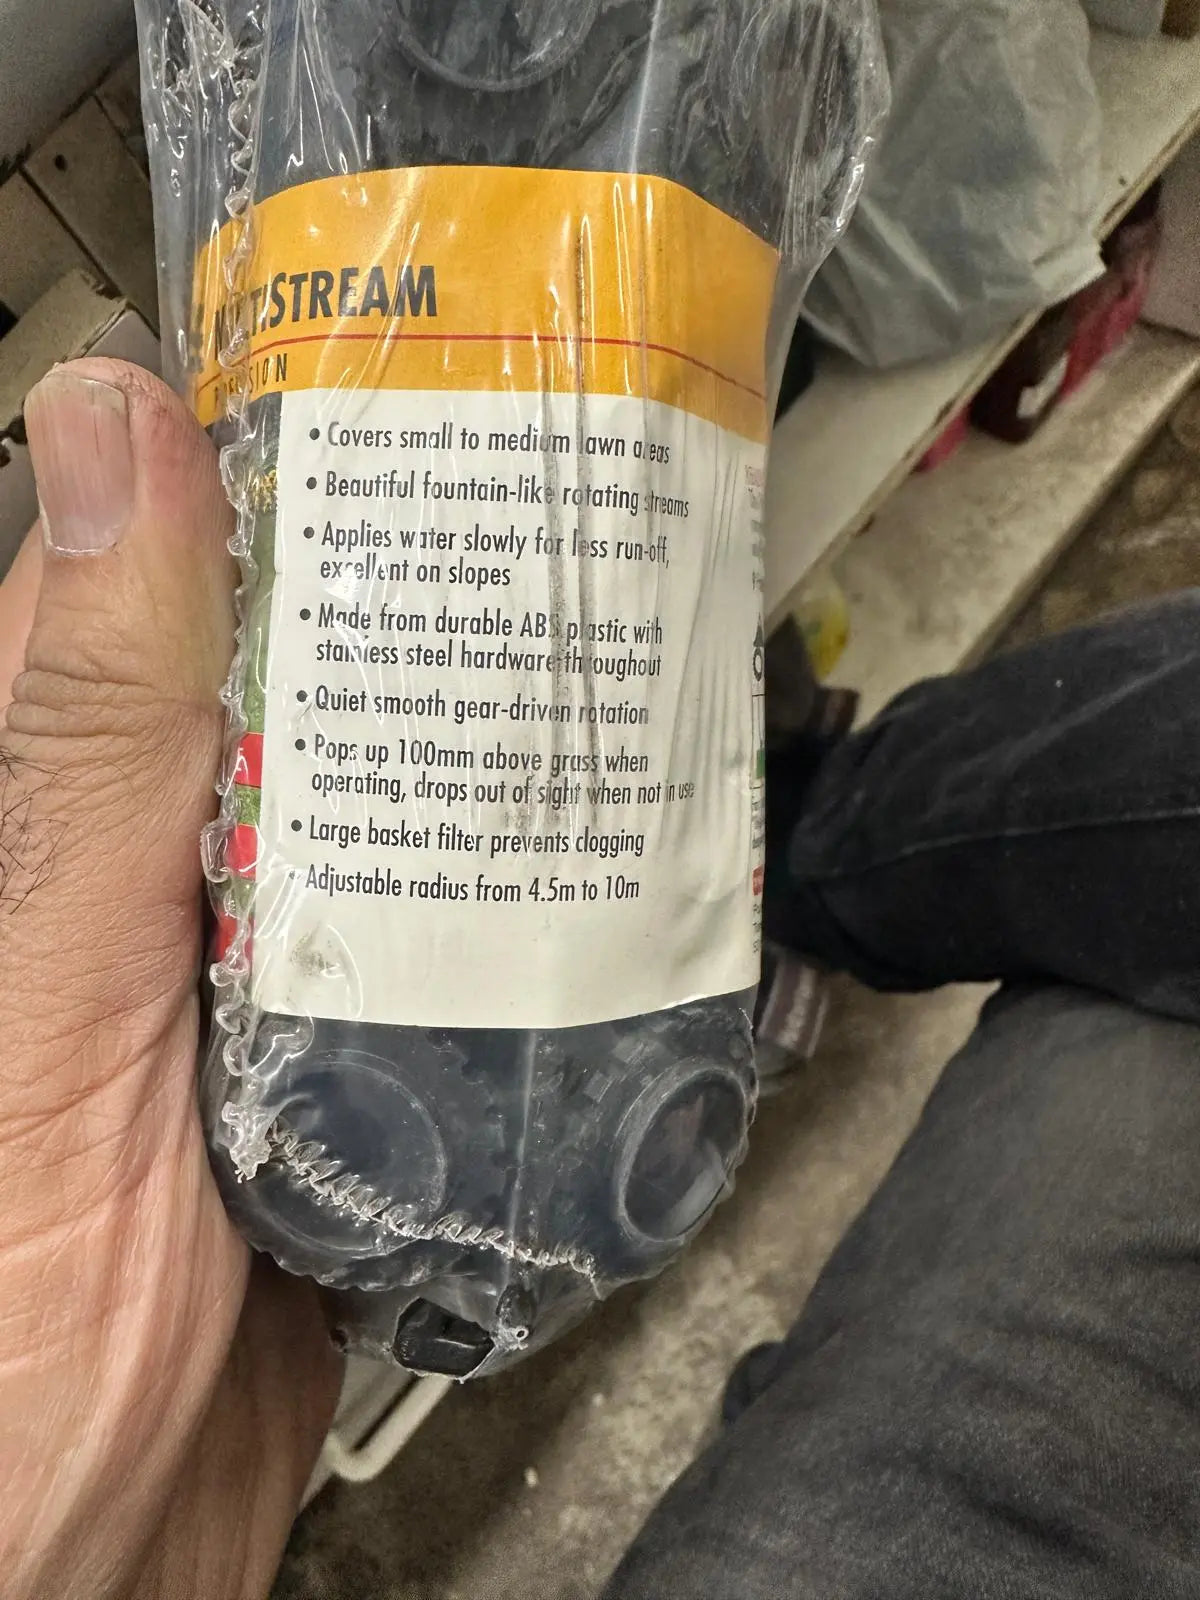 MULTISTREAM
PRECISION
• Covers small to medium lawn areas
• Beautiful fountain-like rotating streams
• Applies water slowly for less run-off,
excellent on slopes
• Made from durable ABS plastic with
stainless steel hardware throughout
• Quiet smooth gear-driven rotation
• Pops up 100mm above grass when
operating, drops out of sight when not in use
• Large basket filter prevents clogging
• Adjustable radius from 4.5m to 10m